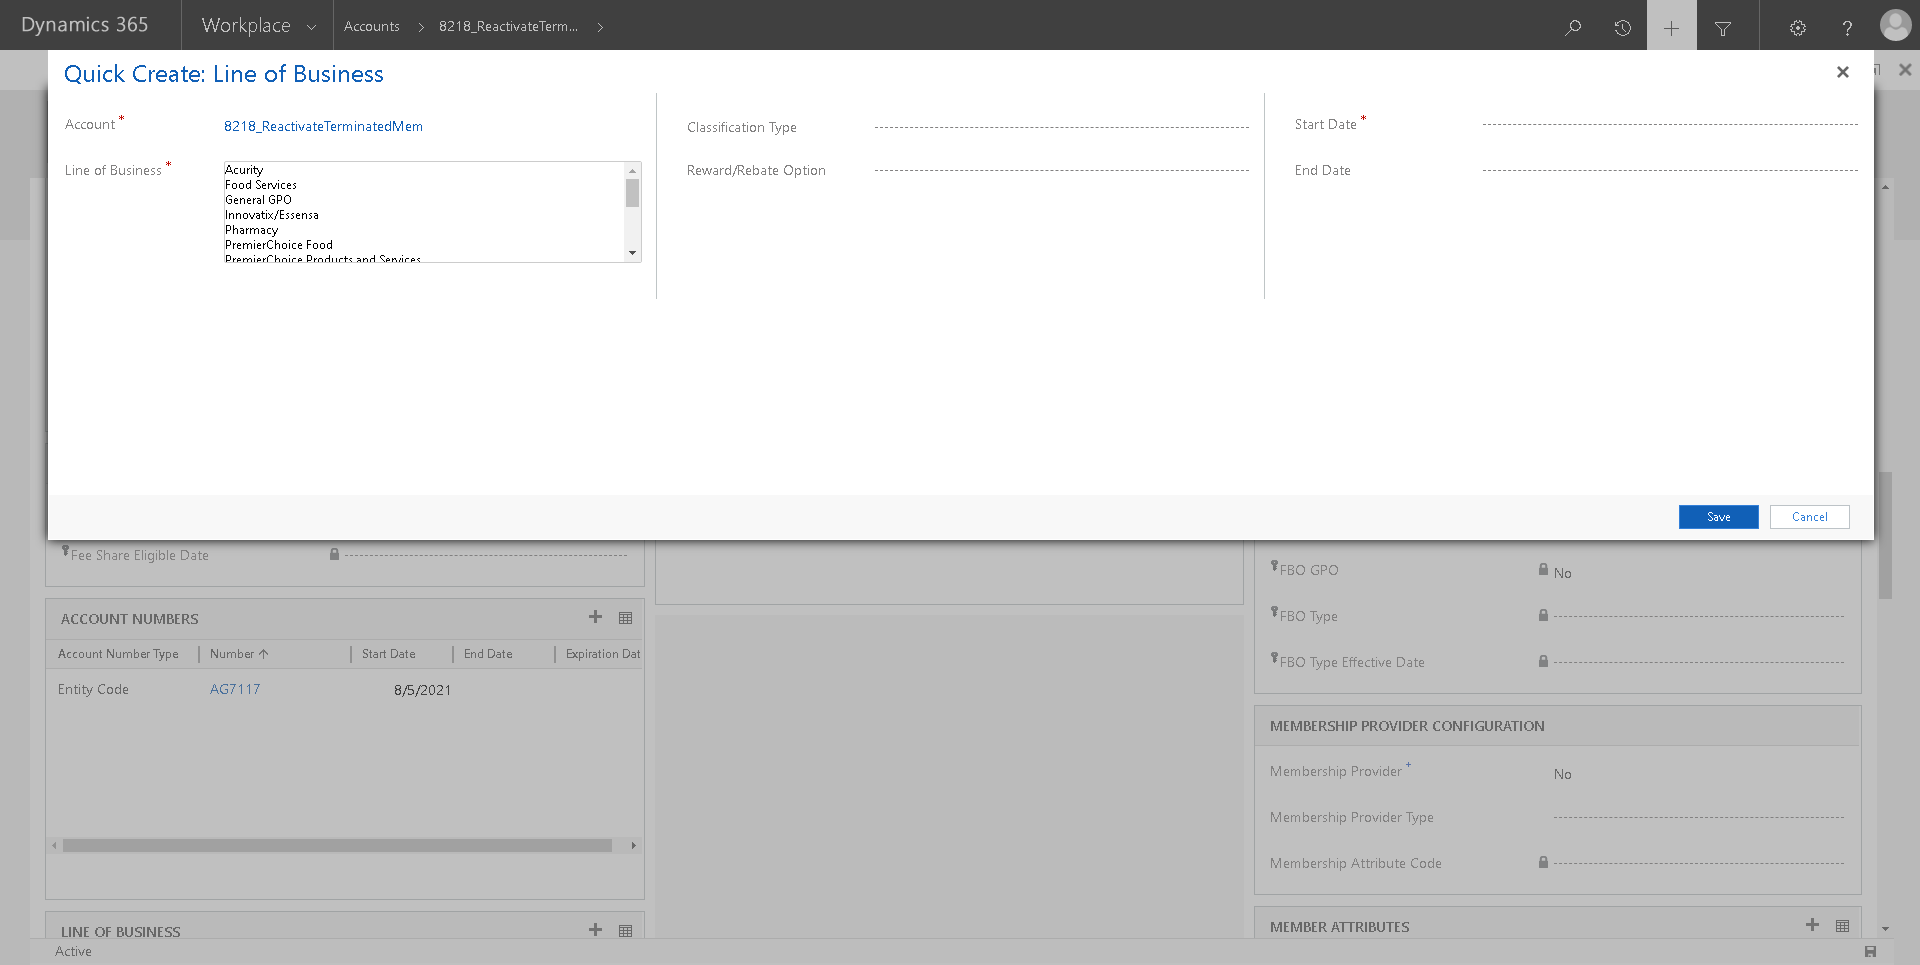 Dynamics 365
Workplace
Accounts
8218_ReactivateTerm...
?
Quick Create: Line of Business
Account *
8218_ReactivateTerminatedMem
Line of Business *
Acurity
Food Services
General GPO
Innovatix/Essensa
Pharmacy
PremierChoice Food
PremierChoice Products and Services
Classification Type
Reward/Rebate Option
Start Date *
End Date
Save
Cancel
Fee Share Eligible Date
ACCOUNT NUMBERS
Account Number Type
Number
Start Date
End Date
Expiration Dat
Entity Code
AG7117
8/5/2021
LINE OF BUSINESS
FBO GPO
No
FBO Type
FBO Type Effective Date
MEMBERSHIP PROVIDER CONFIGURATION
Membership Provider +
No
Membership Provider Type
Membership Attribute Code
MEMBER ATTRIBUTES
Active